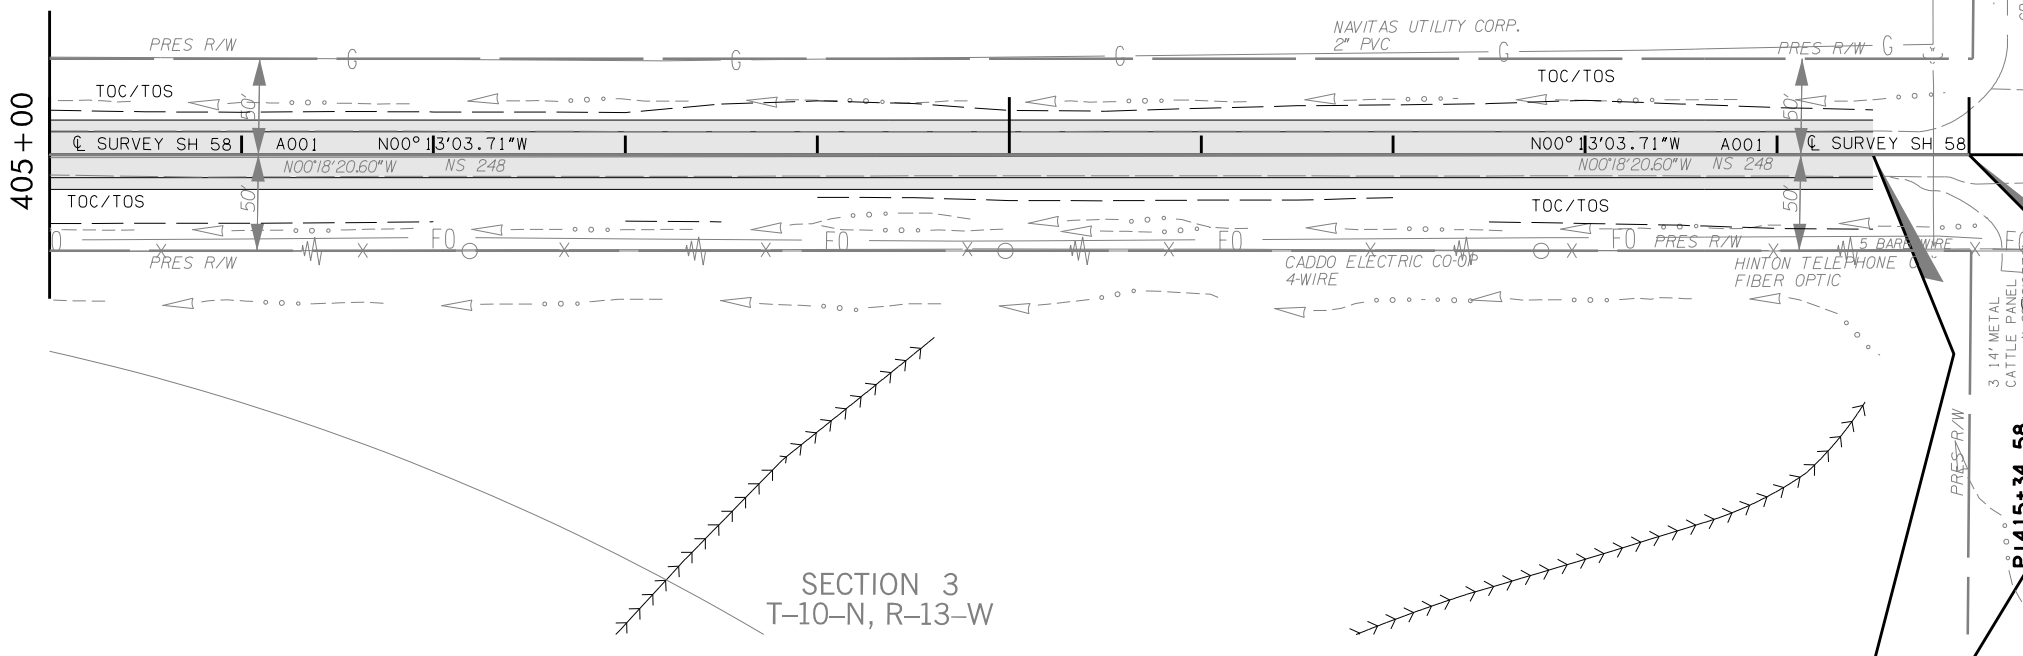 NAVITAS UTILITY CORP.
2" PVC
PRES R/W
G
G
G
G
PRES R/W
G
TOC/TOS
TOC/TOS
50'
50'
405+00
℄ SURVEY SH 58
A001
N00°13'03.71"W
N00°13'03.71"W
A001
℄ SURVEY SH 58
N00°18'20.60"W
NS 248
N00°18'20.60"W
NS 248
50'
50'
TOC/TOS
TOC/TOS
FO
FO
FO
FO
PRES R/W
5 BARB WIRE
PRES R/W
CADDO ELECTRIC CO-OP
4-WIRE
HINTON TELEPHONE
FIBER OPTIC
3 14' METAL
CATTLE PANEL
PRES R/W
PI 415+34.58
SECTION 3
T-10-N, R-13-W